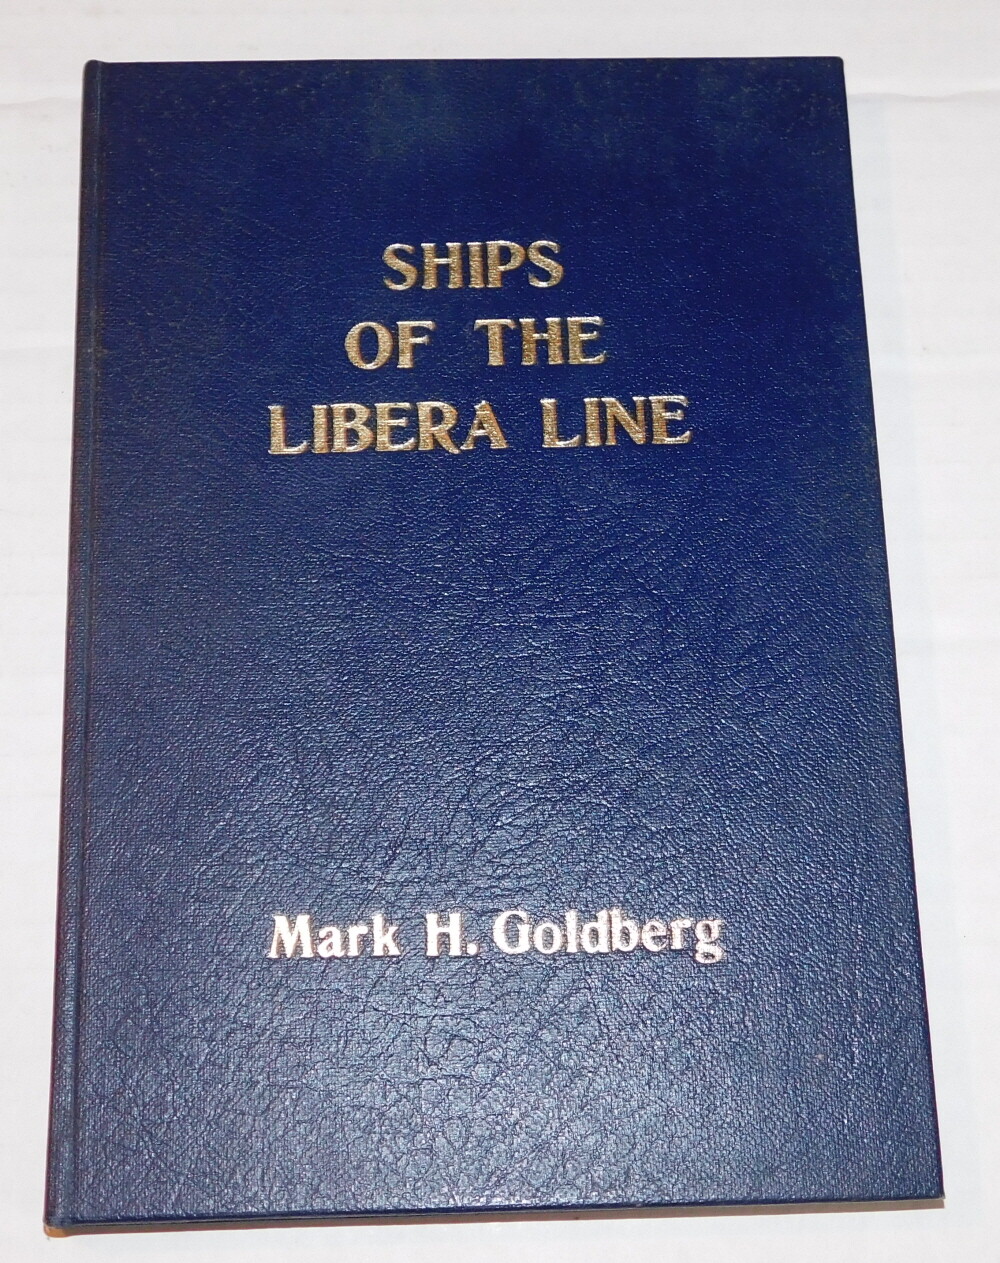 SHIPS
OF THE
LIBERA LINE
Mark H. Goldberg